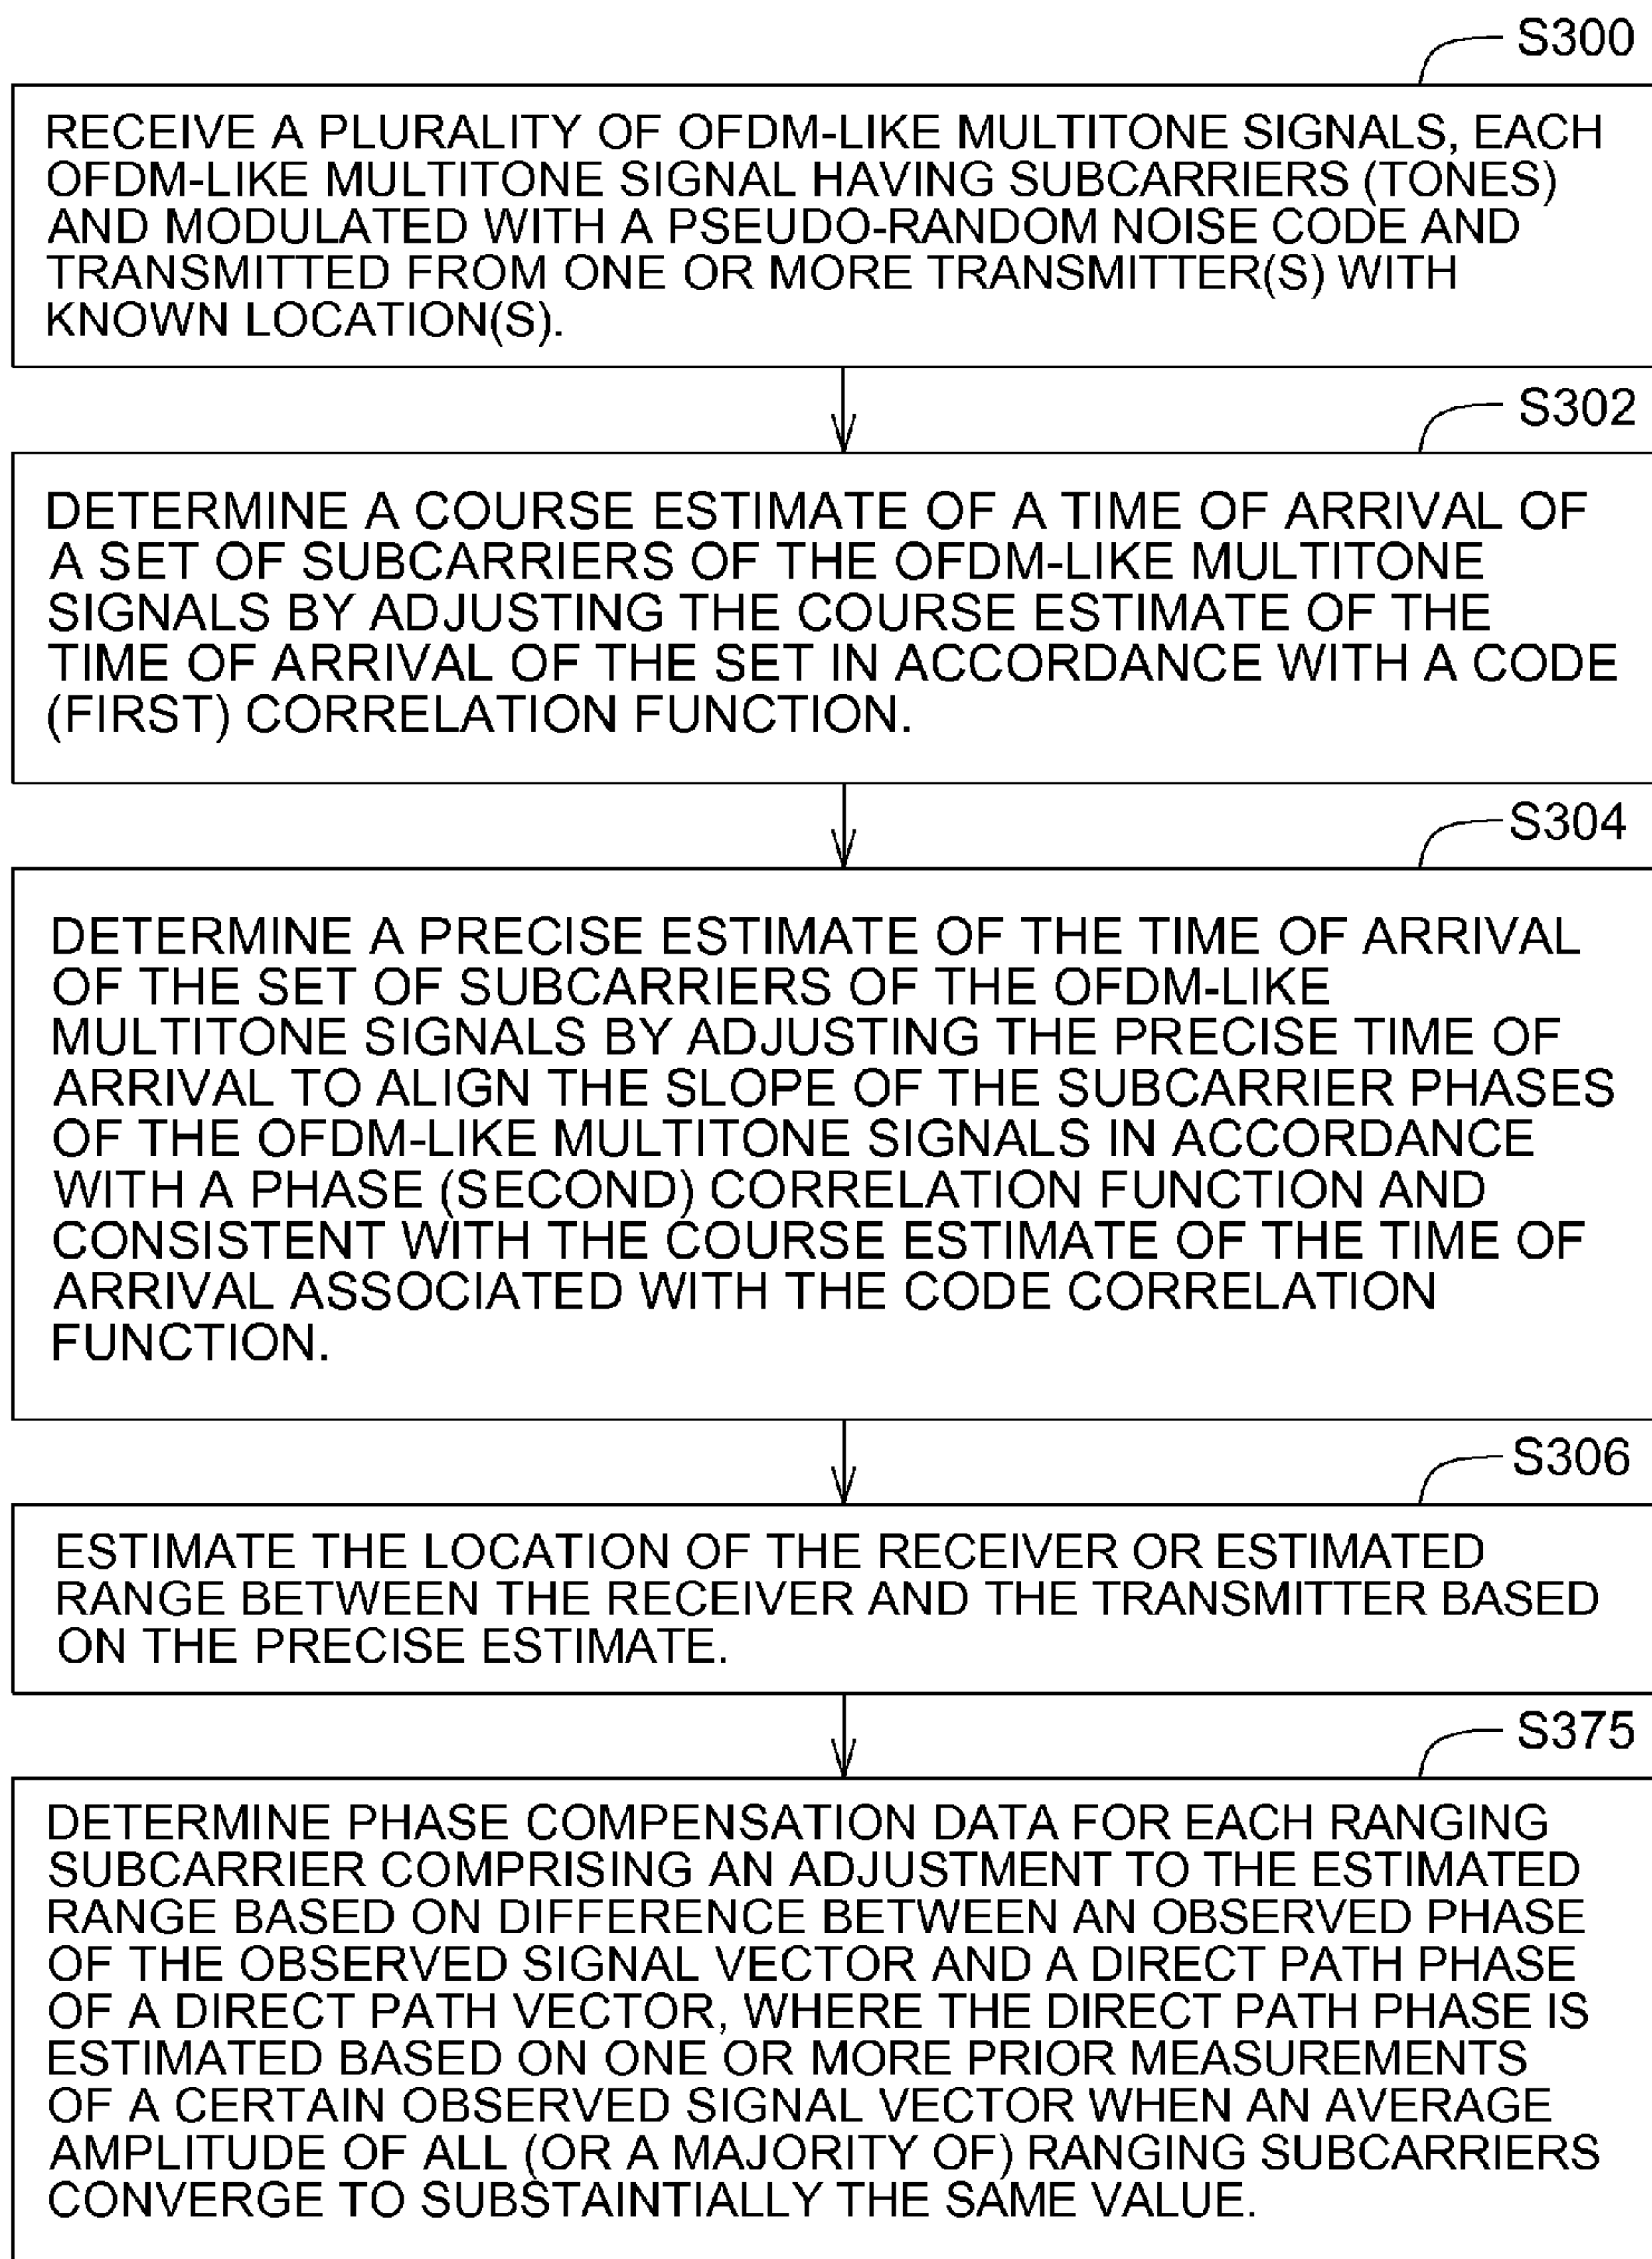 S300
RECEIVE A PLURALITY OF OFDM-LIKE MULTITONE SIGNALS, EACH
OFDM-LIKE MULTITONE SIGNAL HAVING SUBCARRIERS (TONES)
AND MODULATED WITH A PSEUDO-RANDOM NOISE CODE AND
TRANSMITTED FROM ONE OR MORE TRANSMITTER(S) WITH
KNOWN LOCATION(S).
S302
DETERMINE A COURSE ESTIMATE OF A TIME OF ARRIVAL OF
A SET OF SUBCARRIERS OF THE OFDM-LIKE MULTITONE
SIGNALS BY ADJUSTING THE COURSE ESTIMATE OF THE
TIME OF ARRIVAL OF THE SET IN ACCORDANCE WITH A CODE
(FIRST) CORRELATION FUNCTION.
S304
DETERMINE A PRECISE ESTIMATE OF THE TIME OF ARRIVAL
OF THE SET OF SUBCARRIERS OF THE OFDM-LIKE
MULTITONE SIGNALS BY ADJUSTING THE PRECISE TIME OF
ARRIVAL TO ALIGN THE SLOPE OF THE SUBCARRIER PHASES
OF THE OFDM-LIKE MULTITONE SIGNALS IN ACCORDANCE
WITH A PHASE (SECOND) CORRELATION FUNCTION AND
CONSISTENT WITH THE COURSE ESTIMATE OF THE TIME OF
ARRIVAL ASSOCIATED WITH THE CODE CORRELATION
FUNCTION.
S306
ESTIMATE THE LOCATION OF THE RECEIVER OR ESTIMATED
RANGE BETWEEN THE RECEIVER AND THE TRANSMITTER BASED
ON THE PRECISE ESTIMATE.
S375
DETERMINE PHASE COMPENSATION DATA FOR EACH RANGING
SUBCARRIER COMPRISING AN ADJUSTMENT TO THE ESTIMATED
RANGE BASED ON DIFFERENCE BETWEEN AN OBSERVED PHASE
OF THE OBSERVED SIGNAL VECTOR AND A DIRECT PATH PHASE
OF A DIRECT PATH VECTOR, WHERE THE DIRECT PATH PHASE IS
ESTIMATED BASED ON ONE OR MORE PRIOR MEASUREMENTS
OF A CERTAIN OBSERVED SIGNAL VECTOR WHEN AN AVERAGE
AMPLITUDE OF ALL (OR A MAJORITY OF) RANGING SUBCARRIERS
CONVERGE TO SUBSTAINTIALLY THE SAME VALUE.